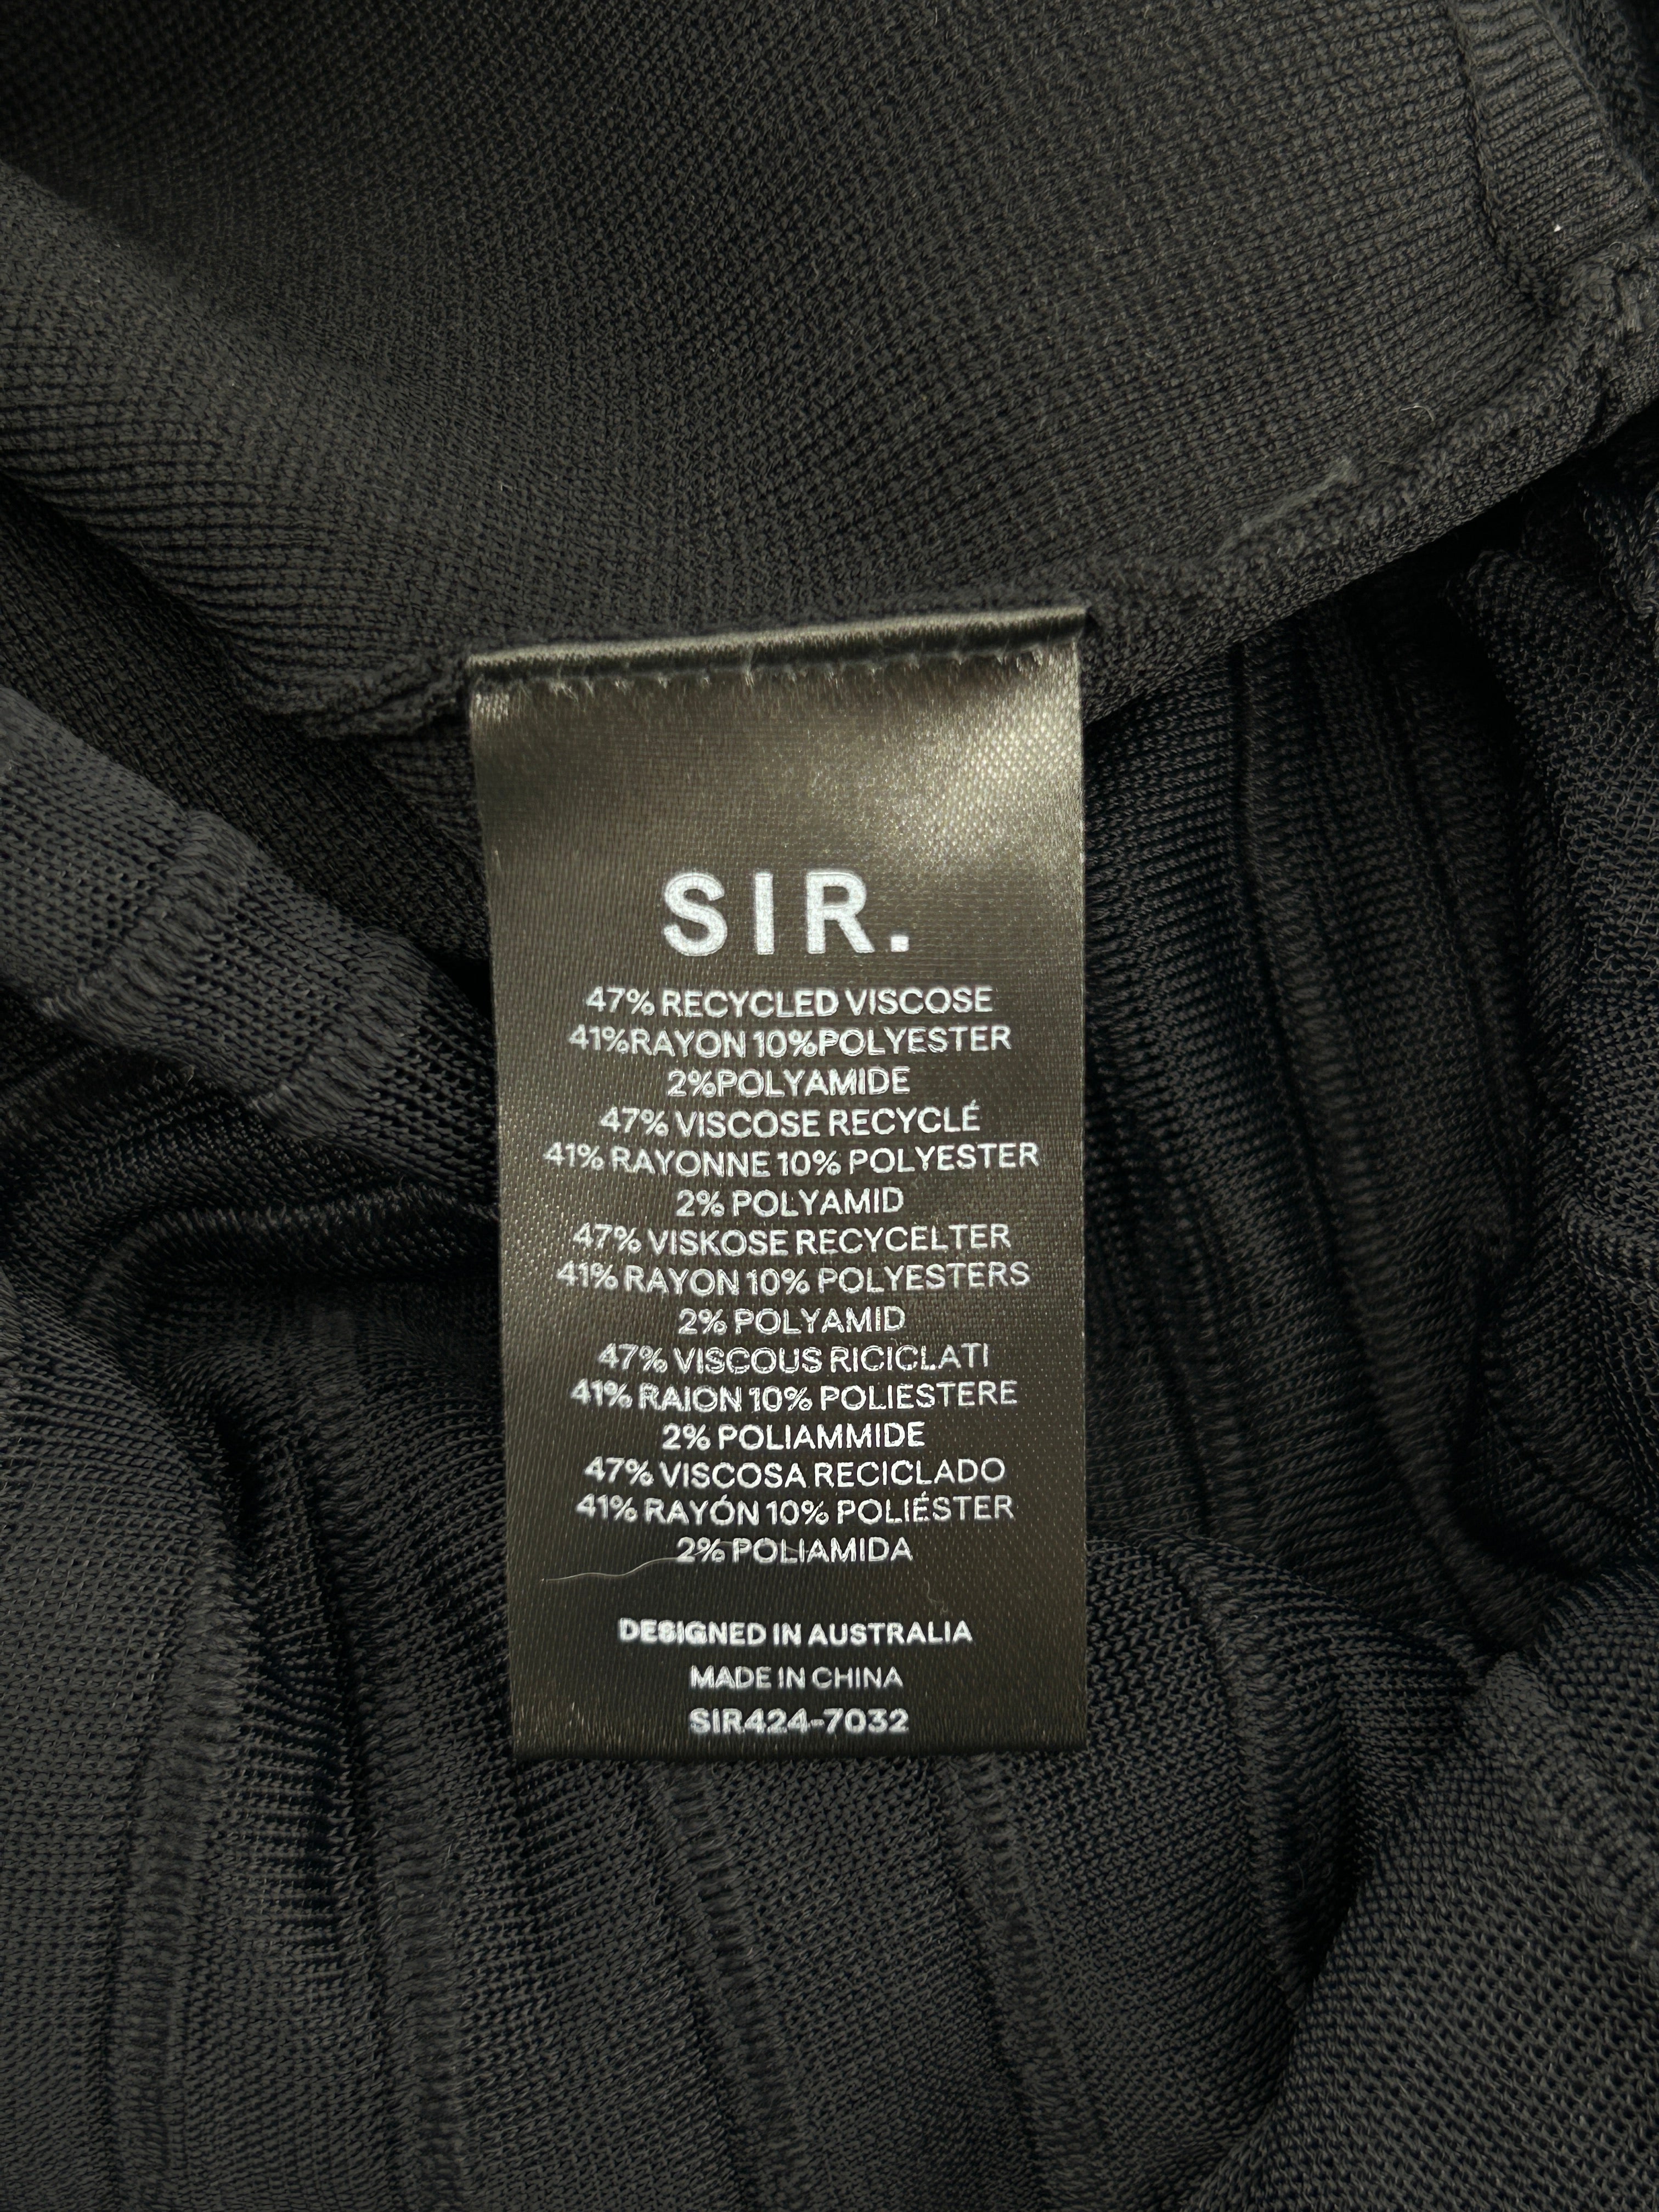 SIR.
47% RECYCLED VISCOSE
41%RAYON 10%POLYESTER
2%POLYAMIDE
47% VISCOSE RECYCLÉ
41% RAYONNE 10% POLYESTER
2% POLYAMID
47% VISKOSE RECYCELTER
41% RAYON 10% POLYESTERS
2% POLYAMID
47% VISCOUS RICICLATI
41% RAION 10% POLIESTERE
2% POLIAMMIDE
47% VISCOSA RECICLADO
41% RAYÓN 10% POLIÉSTER
2% POLIAMIDA
DESIGNED IN AUSTRALIA
MADE IN CHINA
SIR424-7032